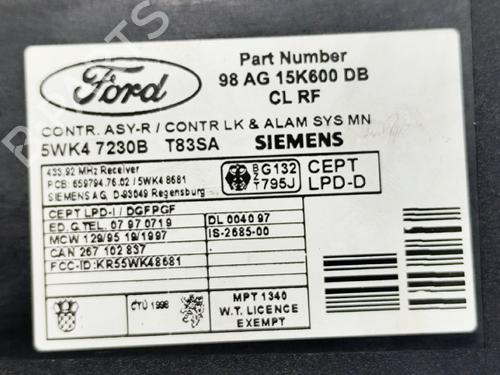 Ford
Part Number
98 AG 15K600 DB
CL RF
CONTR. ASY-R / CONTR LK & ALAM SYS MN
5WK4 7230B T83SA SIEMENS
433,92 MHz Receiver
PCB: 659794.76.02 / 5WK4 8681
SIEMENS AG, D-93049 Regensburg
G132
795J
CEPT
LPD-D
CEPT LPD-I / DGFPGF
ED.G.TEL. 07 97 0719
MCW 129/95 19/1997
CAN 267 102 837
FCC-ID: KR55WK48681
DL 0040 97
IS-2685-00
ČTÚ 1998
MPT 1340
W.T. LICENCE
EXEMPT